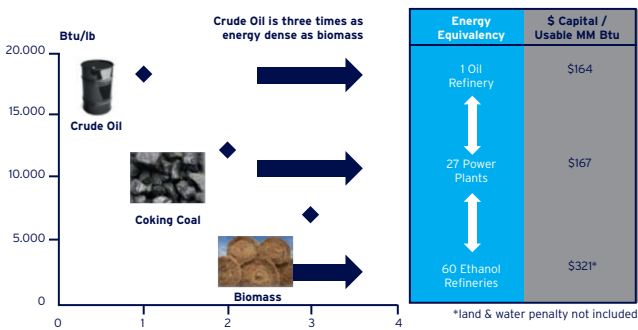 Btu/lb
Crude Oil is three times as
energy dense as biomass
20.000
15.000
10.000
5.000
0
0
1
2
3
4
Crude Oil
Coking Coal
Biomass
Energy
Equivalency
$ Capital /
Usable MM Btu
1 Oil
Refinery
$164
27 Power
Plants
$167
60 Ethanol
Refineries
$321*
*land & water penalty not included